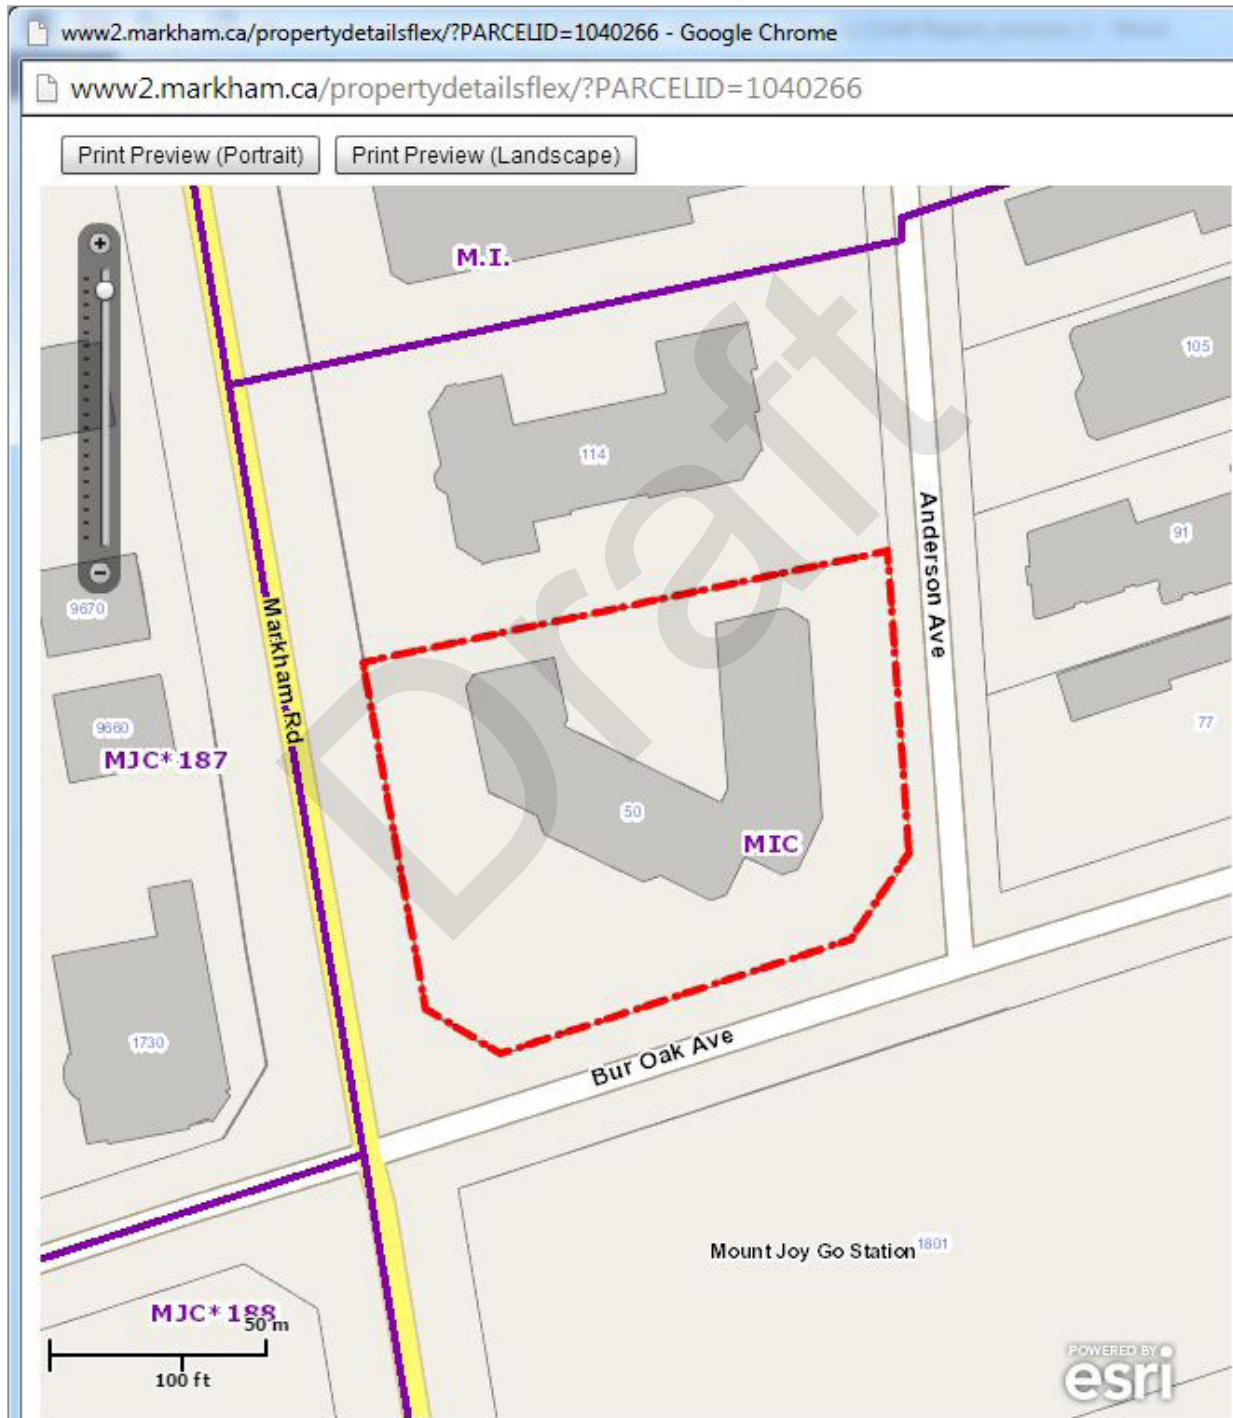 www2.markham.ca/propertydetailsflex/?PARCELID=1040266 - Google Chrome
www2.markham.ca/propertydetailsflex/?PARCELID=1040266
Print Preview (Portrait)
Print Preview (Landscape)
M.I.
105
114
Anderson Ave
91
9670
Markham Rd
9660
MJC*187
77
50
MIC
Draft
1730
Bur Oak Ave
Mount Joy Go Station
1801
MJC*188
50 m
100 ft
POWERED BY
esri